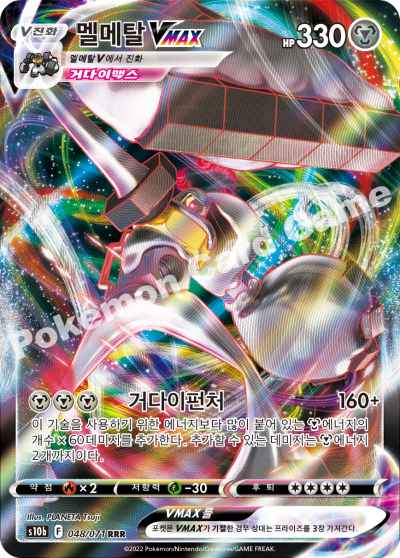 V진화
멜메탈 VMAX
HP 330
멜메탈 V에서 진화
거다이맥스
Pokémon Card Game
거다이펀처 160+
이 기술을 사용하기 위한 에너지보다 많이 붙어 있는 에너지의
개수×60데미지를 추가한다. 추가할 수 있는 데미지는 에너지
2개까지이다.
약점 ×2 저항력 -30 후퇴
Illus. PLANETA Tsuji
s10b F 048/071 RRR
VMAX 룰
포켓몬 VMAX가 기절한 경우 상대는 프라이즈를 3장 가져간다.
©2022 Pokémon/Nintendo/Creatures/GAME FREAK.